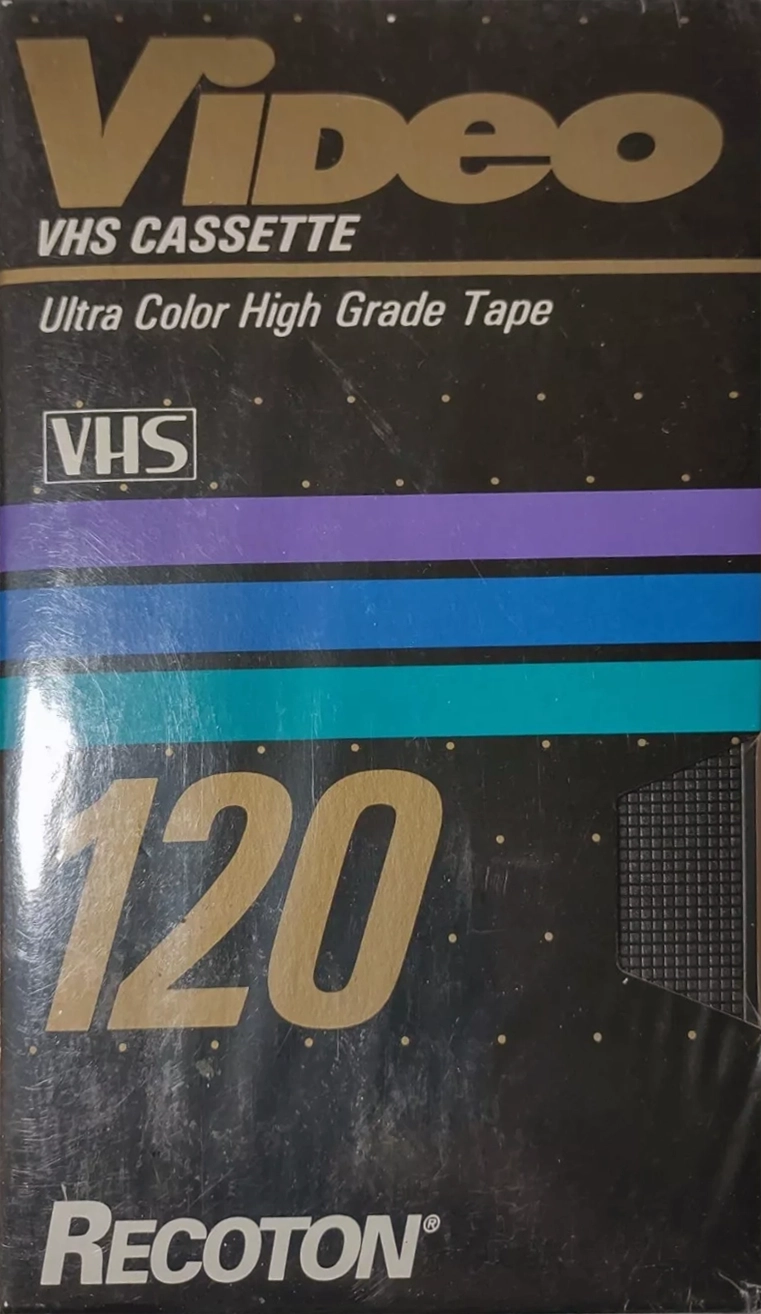 Video
VHS CASSETTE
Ultra Color High Grade Tape
VHS
120
RECOTON®